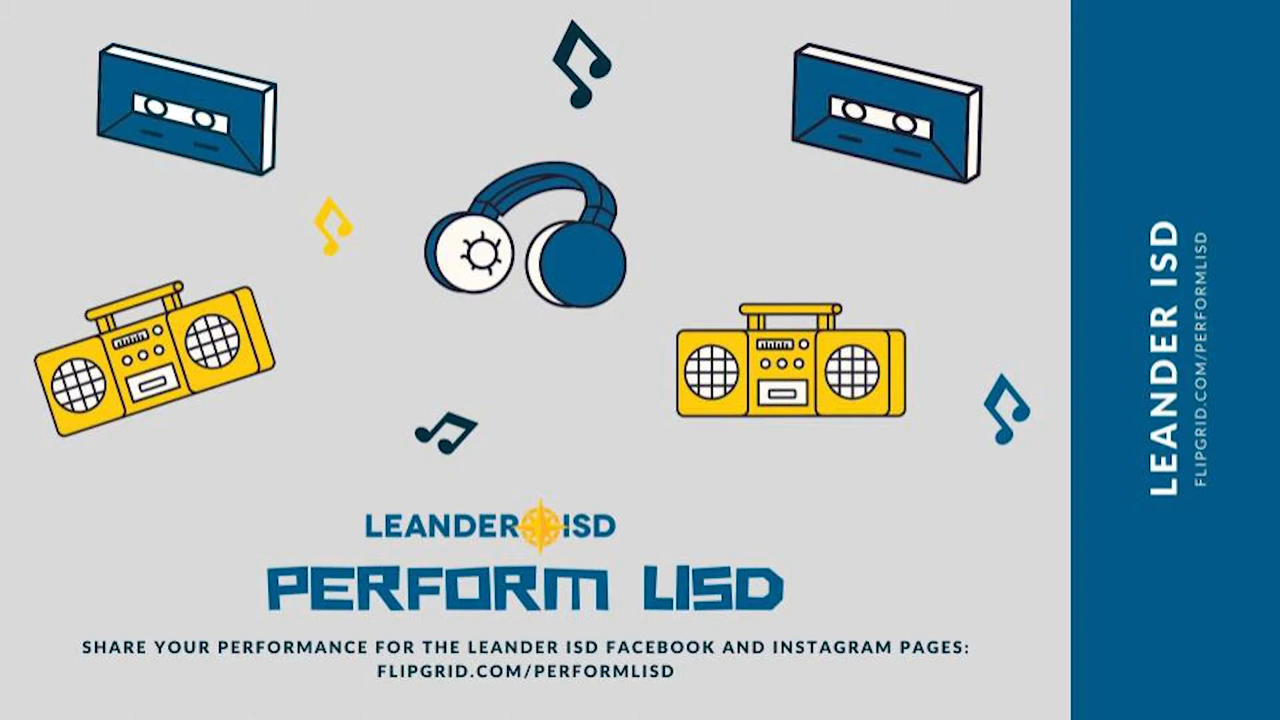 LEANDER ISD
PERFORM LISD
SHARE YOUR PERFORMANCE FOR THE LEANDER ISD FACEBOOK AND INSTAGRAM PAGES:
FLIPGRID.COM/PERFORMLISD
LEANDER ISD
FLIPGRID.COM/PERFORMLISD